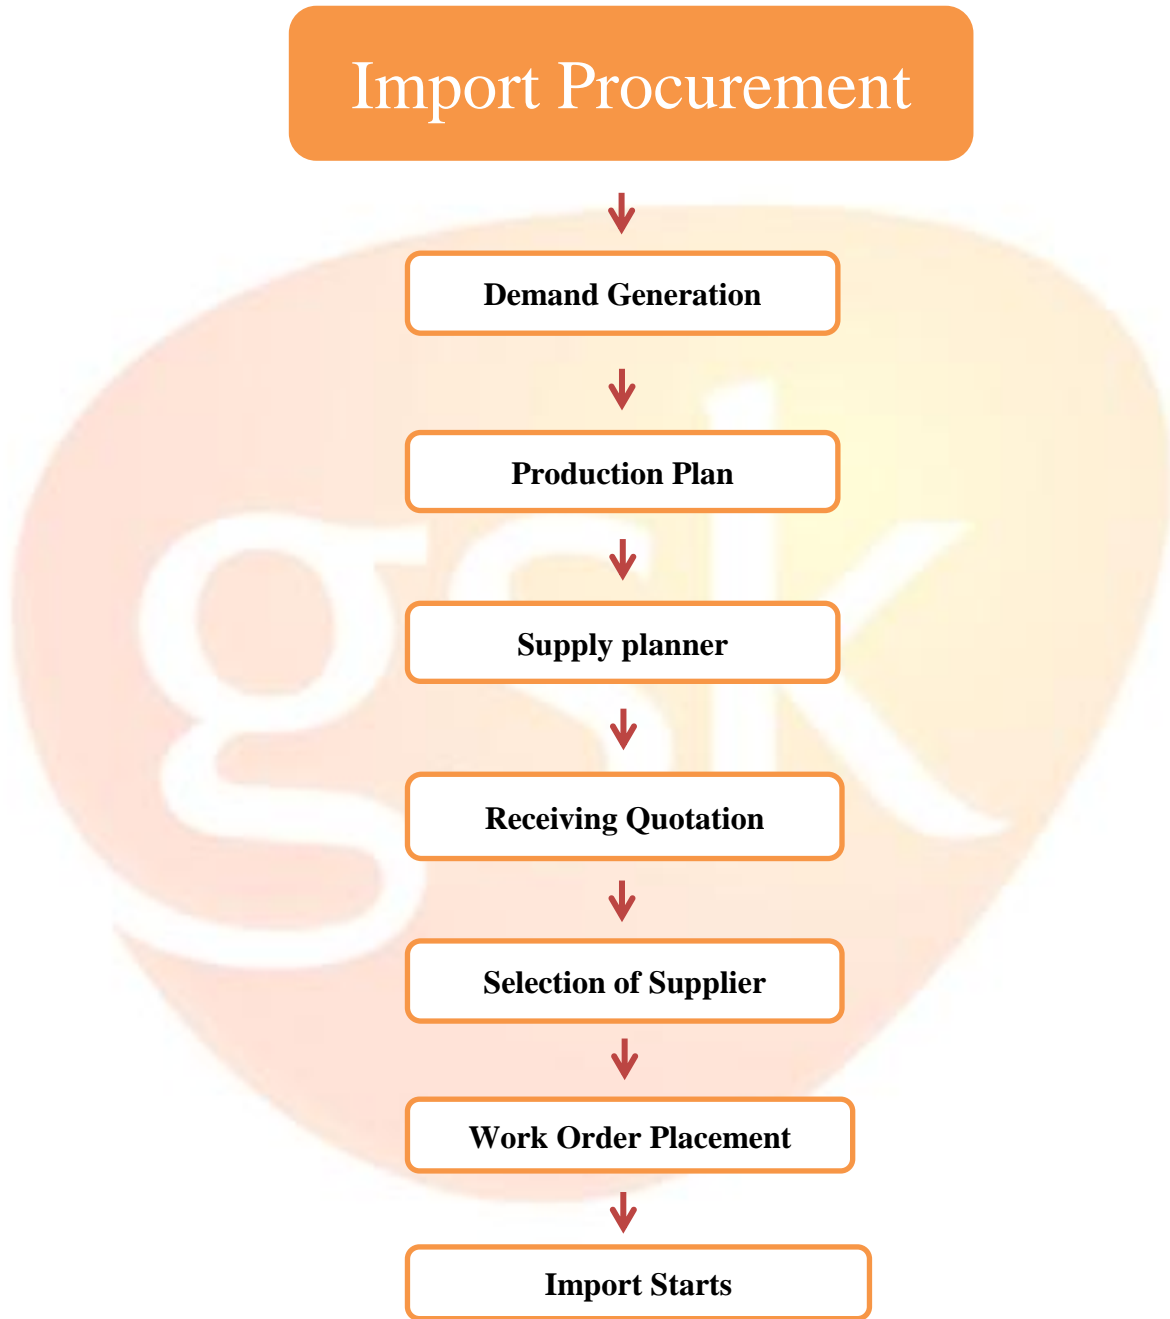 Import Procurement
Demand Generation
Production Plan
Supply planner
Receiving Quotation
Selection of Supplier
Work Order Placement
Import Starts
gsk